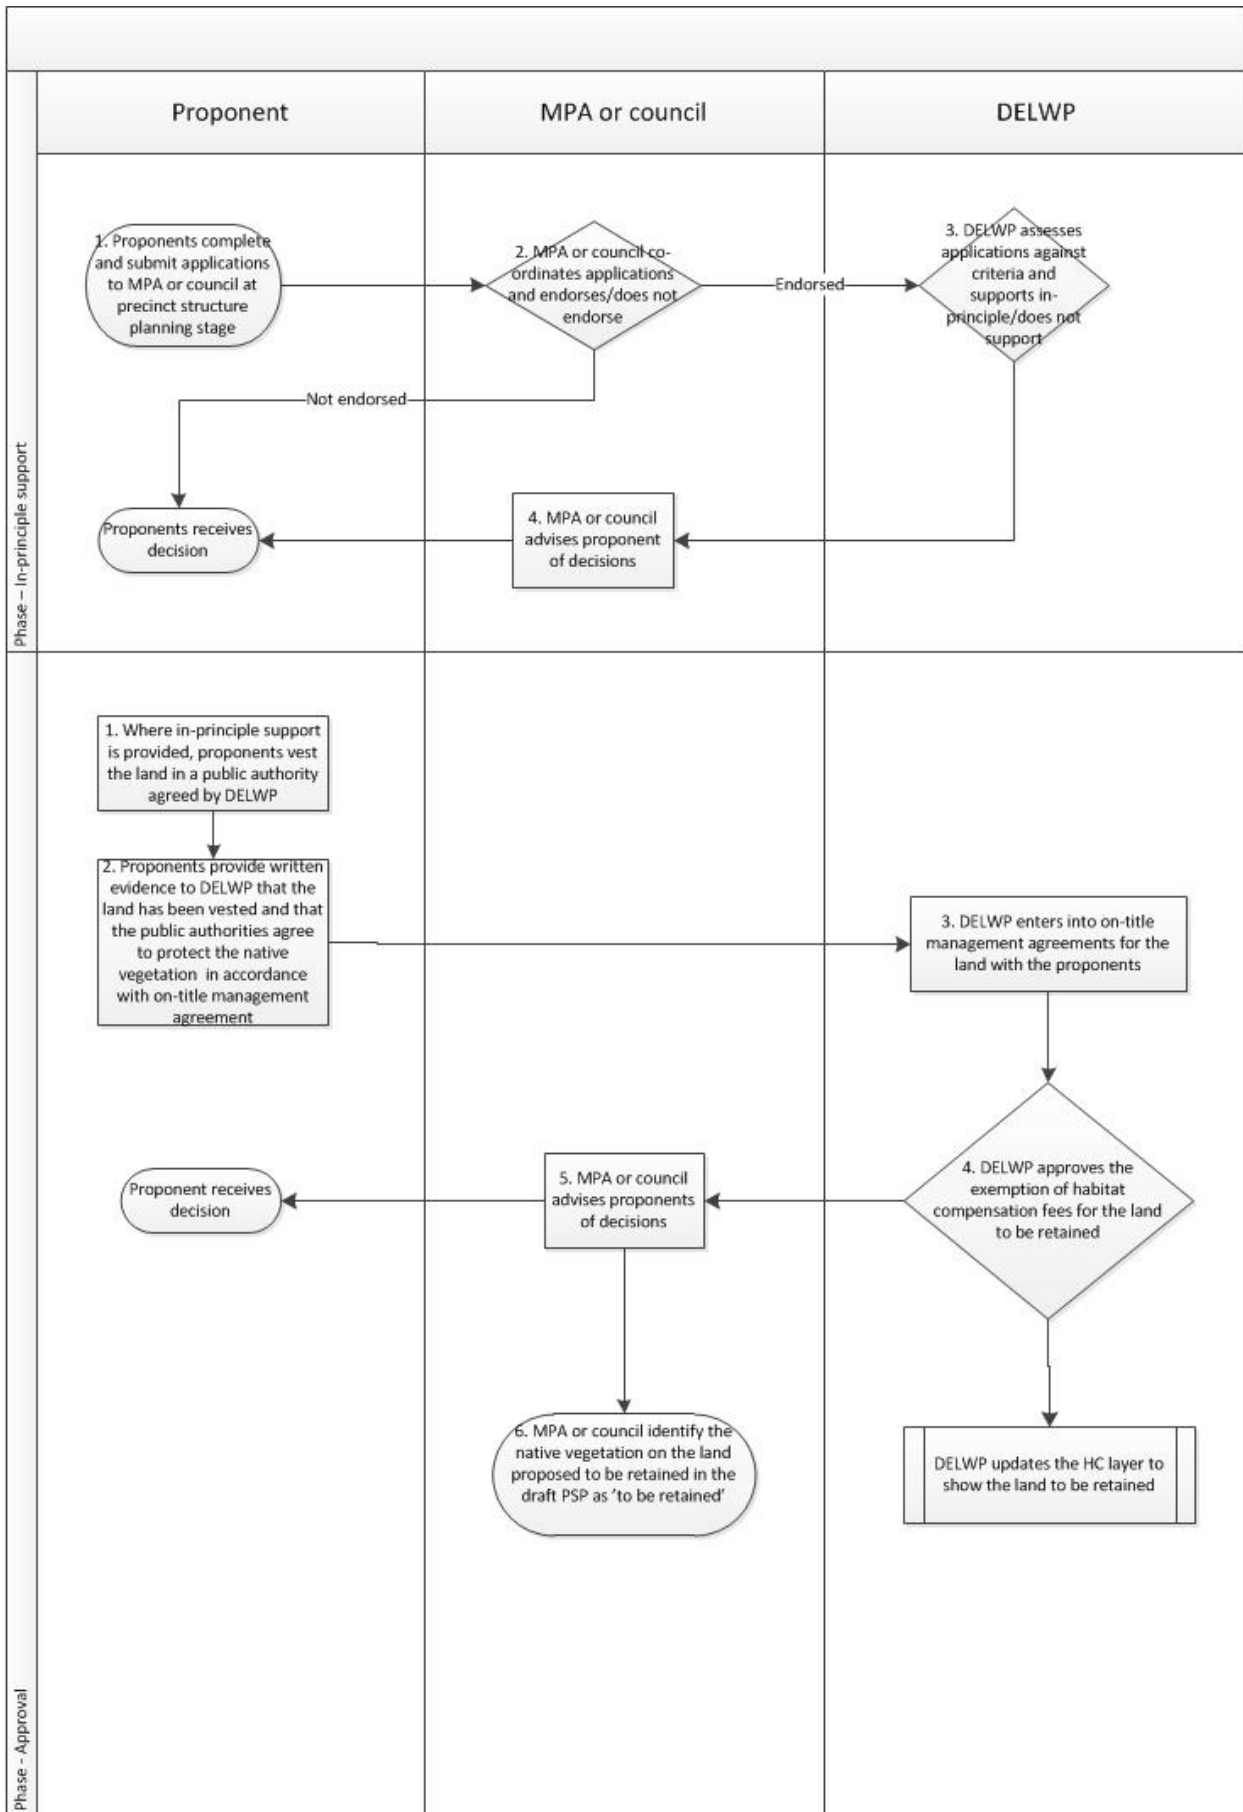 Proponent
MPA or council
DELWP
Phase – In-principle support
1. Proponents complete
and submit applications
to MPA or council at
precinct structure
planning stage
2. MPA or council co-
ordinates applications
and endorses/does not
endorse
Endorsed
3. DELWP assesses
applications against
criteria and
supports in-
principle/does not
support
Not endorsed
Proponents receives
decision
4. MPA or council
advises proponent
of decisions
Phase - Approval
1. Where in-principle support
is provided, proponents vest
the land in a public authority
agreed by DELWP
2. Proponents provide written
evidence to DELWP that the
land has been vested and that
the public authorities agree
to protect the native
vegetation in accordance
with on-title management
agreement
3. DELWP enters into on-title
management agreements for the
land with the proponents
4. DELWP approves the
exemption of habitat
compensation fees for the land
to be retained
5. MPA or council
advises proponents
of decisions
Proponent receives
decision
6. MPA or council identify the
native vegetation on the land
proposed to be retained in the
draft PSP as 'to be retained'
DELWP updates the HC layer to
show the land to be retained